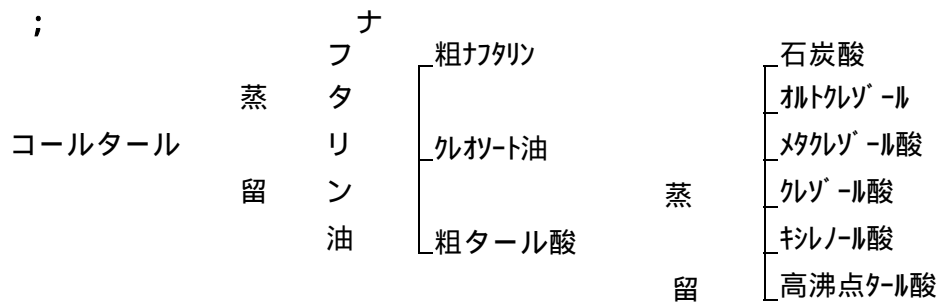 ; ナ
フ 粗ﾅﾌﾀﾘﾝ 石炭酸
蒸 タ ｵﾙﾄｸﾚｿﾞｰﾙ
コールタール リ ｸﾚｵｿｰﾄ油 ﾒﾀｸﾚｿﾞｰﾙ酸
留 ン 蒸 ｸﾚｿﾞｰﾙ酸
油 粗タール酸 ｷｼﾚﾉｰﾙ酸
留 高沸点ﾀｰﾙ酸